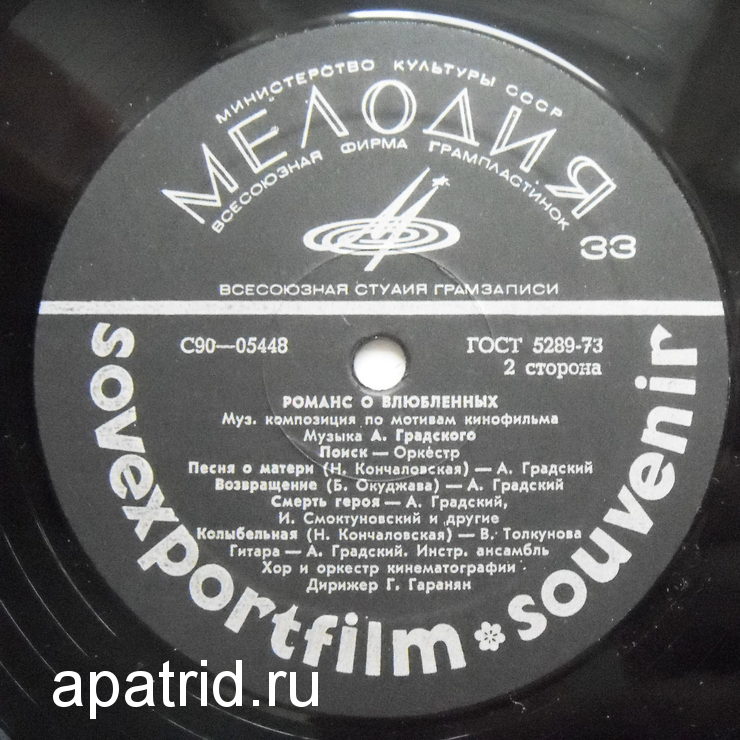 МИНИСТЕРСТВО КУЛЬТУРЫ СССР
МЕЛОДИЯ
ВСЕСОЮЗНАЯ ФИРМА ГРАМПЛАСТИНОК
33
ВСЕСОЮЗНАЯ СТУДИЯ ГРАМЗАПИСИ
С90—05448
ГОСТ 5289-73
2 сторона
РОМАНС О ВЛЮБЛЕННЫХ
Муз. композиция по мотивам кинофильма
Музыка А. Градского
Поиск — Оркестр
Песня о матери (Н. Кончаловская) — А. Градский
Возвращение (Б. Окуджава) — А. Градский
Смерть героя — А. Градский,
И. Смоктуновский и другие
Колыбельная (Н. Кончаловская) — В. Толкунова
Гитара — А. Градский. Инстр. ансамбль
Хор и оркестр кинематографии
Дирижер Г. Гаранян
sovexportfilm souvenir
apatrid.ru